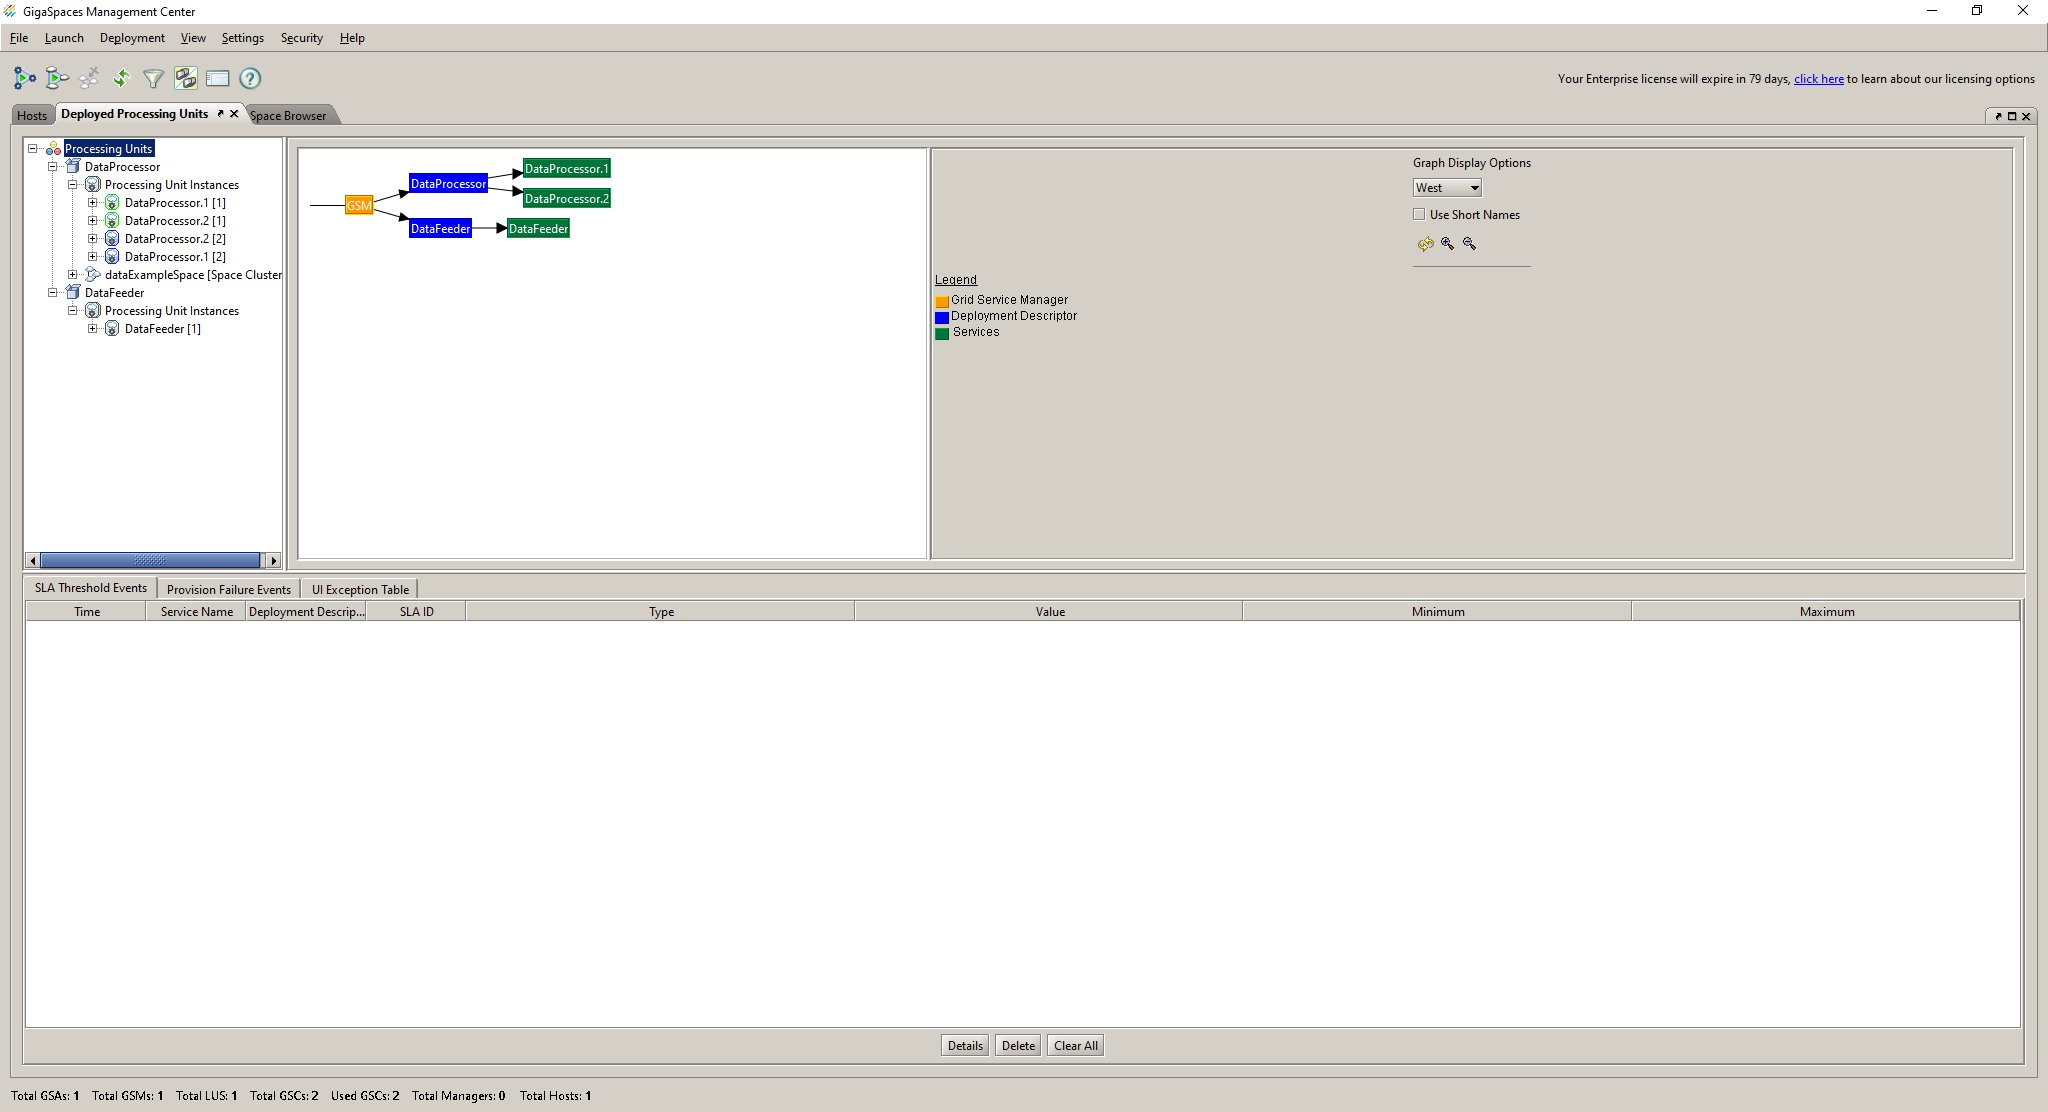 GigaSpaces Management Center
File Launch Deployment View Settings Security Help
Your Enterprise license will expire in 79 days, click here to learn about our licensing options
Hosts Deployed Processing Units Space Browser
Processing Units
DataProcessor
Processing Unit Instances
DataProcessor.1 [1]
DataProcessor.2 [1]
DataProcessor.2 [2]
DataProcessor.1 [2]
dataExampleSpace [Space Cluster
DataFeeder
Processing Unit Instances
DataFeeder [1]
GSM
DataProcessor
DataProcessor.1
DataProcessor.2
DataFeeder
DataFeeder
Legend
Grid Service Manager
Deployment Descriptor
Services
Graph Display Options
West
Use Short Names
SLA Threshold Events Provision Failure Events UI Exception Table
Time Service Name Deployment Descrip... SLA ID Type Value Minimum Maximum
Details Delete Clear All
Total GSAs: 1 Total GSMs: 1 Total LUS: 1 Total GSCs: 2 Used GSCs: 2 Total Managers: 0 Total Hosts: 1